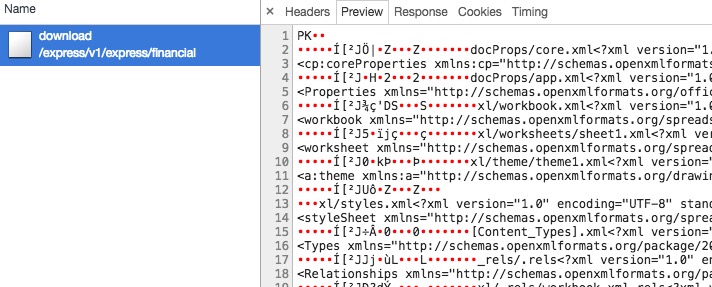 Name
× Headers Preview Response Cookies Timing
download
/express/v1/express/financial
1 PK••
2 •••••Í[²JÖ|•Z•••Z•••••••docProps/core.xml<?xml version="1.
3 <cp:coreProperties xmlns:cp="http://schemas.openxmlformats
4 •••••Í[²J•H•2•••2•••••••docProps/app.xml<?xml version="1.0
5 <Properties xmlns="http://schemas.openxmlformats.org/offic
6 •••••Í[²J¾ç'DS•••S•••••••xl/workbook.xml<?xml version="1.0
7 <workbook xmlns="http://schemas.openxmlformats.org/spreads
8 •••••Í[²J5•ïjç•••ç•••••••xl/worksheets/sheet1.xml<?xml ver
9 <worksheet xmlns="http://schemas.openxmlformats.org/spread
10 •••••Í[²J0•kÞ•••Þ•••••••xl/theme/theme1.xml<?xml version=
11 <a:theme xmlns:a="http://schemas.openxmlformats.org/drawin
12 •••••Í[²JUô•Z•••Z•••
13 •••xl/styles.xml<?xml version="1.0" encoding="UTF-8" stand
14 <styleSheet xmlns="http://schemas.openxmlformats.org/sprea
15 •••••Í[²J÷Â•0•••0•••••••[Content_Types].xml<?xml version="
16 <Types xmlns="http://schemas.openxmlformats.org/package/20
17 •••••Í[²JJj•ùL•••L•••••••_rels/.rels<?xml version="1.0" en
18 <Relationships xmlns="http://schemas.openxmlformats.org/pa